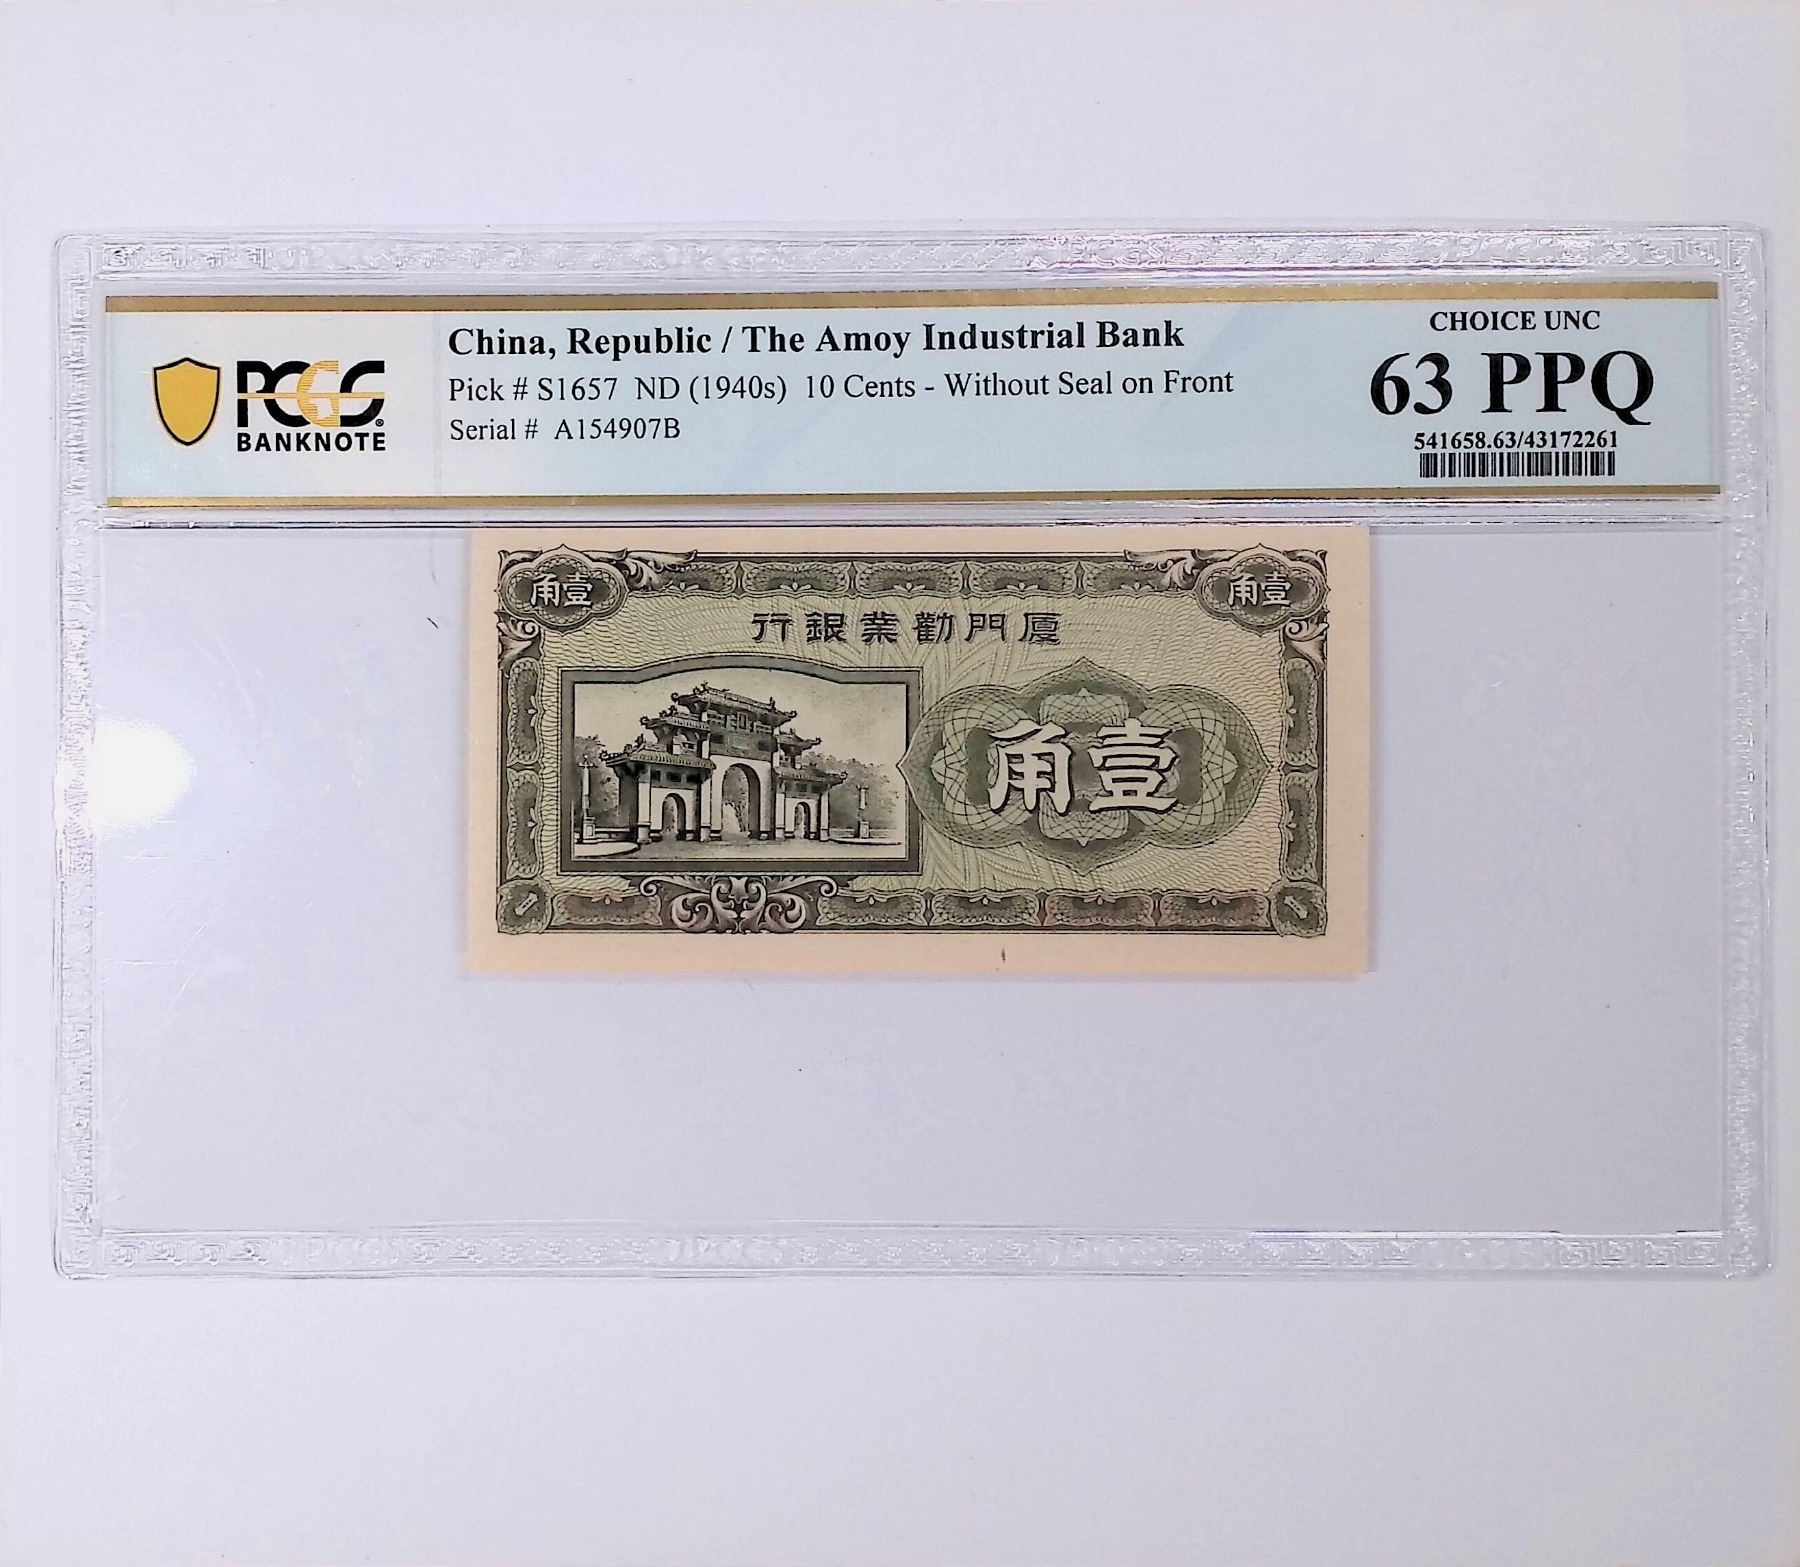 PCGS
BANKNOTE
China, Republic / The Amoy Industrial Bank
Pick # S1657 ND (1940s) 10 Cents - Without Seal on Front
Serial # A154907B
CHOICE UNC
63 PPQ
541658.63/43172261
角壹
角壹
行銀業勸門廈
角壹
1
1